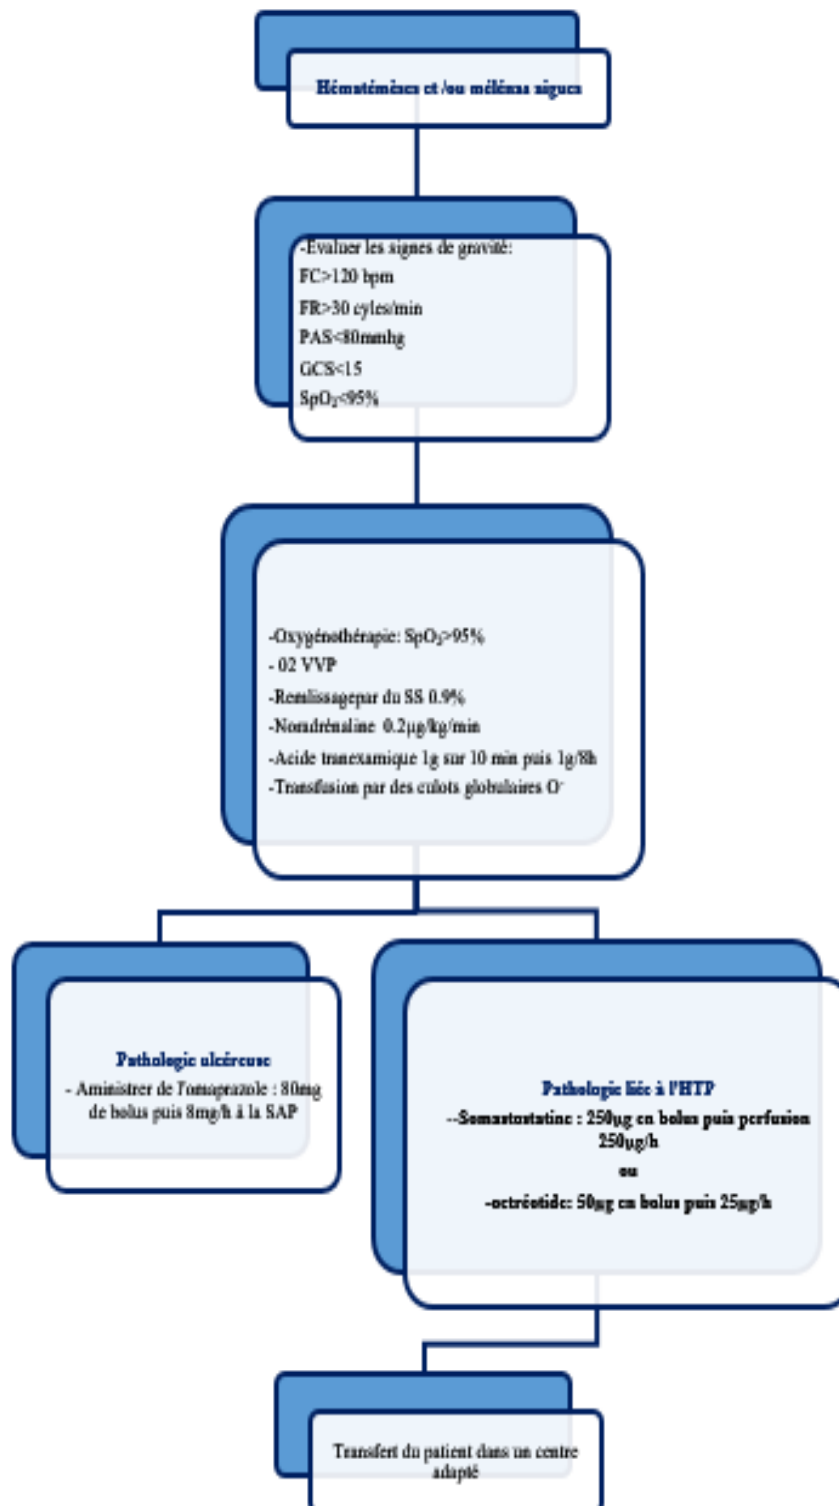 Hématémèses et /ou mélénas aigues
-Evaluer les signes de gravité:
FC>120 bpm
FR>30 cyles/min
PAS<80mmhg
GCS<15
SpO₂<95%
-Oxygénothérapie: SpO₂>95%
- 02 VVP
-Remlissagepar du SS 0.9%
-Noradrénaline 0.2µg/kg/min
-Acide tranexamique 1g sur 10 min puis 1g/8h
-Transfusion par des culots globulaires O⁻
Pathologie ulcéreuse
- Aministrer de l'omaprazole : 80mg
de bolus puis 8mg/h à la SAP
Pathologie liée à l'HTP
--Somastostatine : 250µg en bolus puis perfusion
250µg/h
ou
-octréotide: 50µg en bolus puis 25µg/h
Transfert du patient dans un centre
adapté